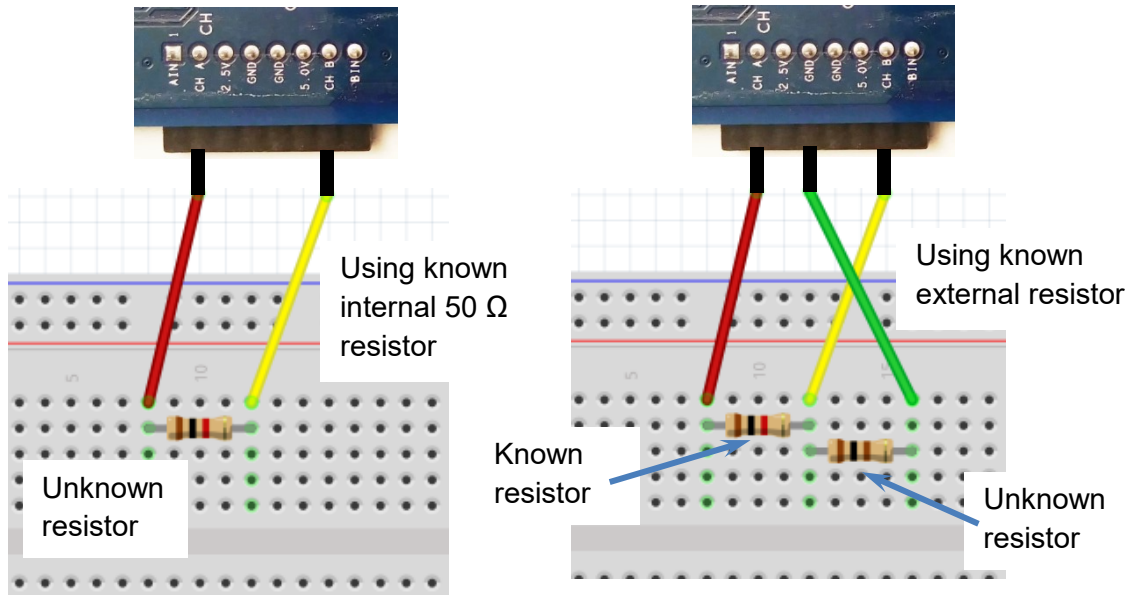 CH
1
AIN
CH A
2.5V
GND
GND
5.0V
CH B
BIN
Using known
internal 50 Ω
resistor
5
10
Unknown
resistor
CH
1
AIN
CH A
2.5V
GND
GND
5.0V
CH B
BIN
Using known
external resistor
5
10
15
Known
resistor
Unknown
resistor